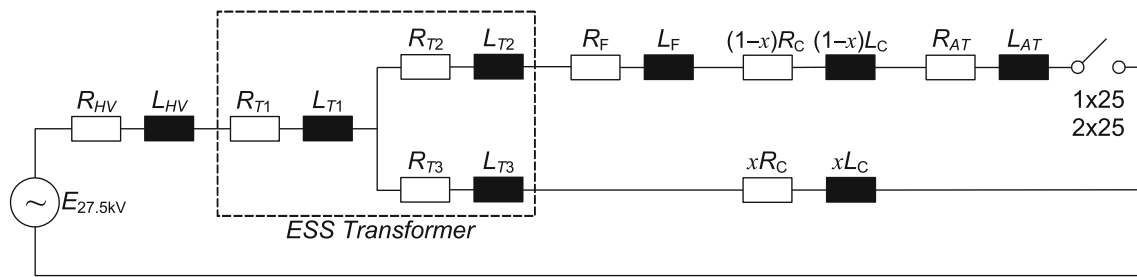 R_T2 L_T2 R_F L_F (1–x)R_C (1–x)L_C R_AT L_AT
R_HV L_HV R_T1 L_T1
1x25
2x25
R_T3 L_T3 xR_C xL_C
~ E_27.5kV
ESS Transformer